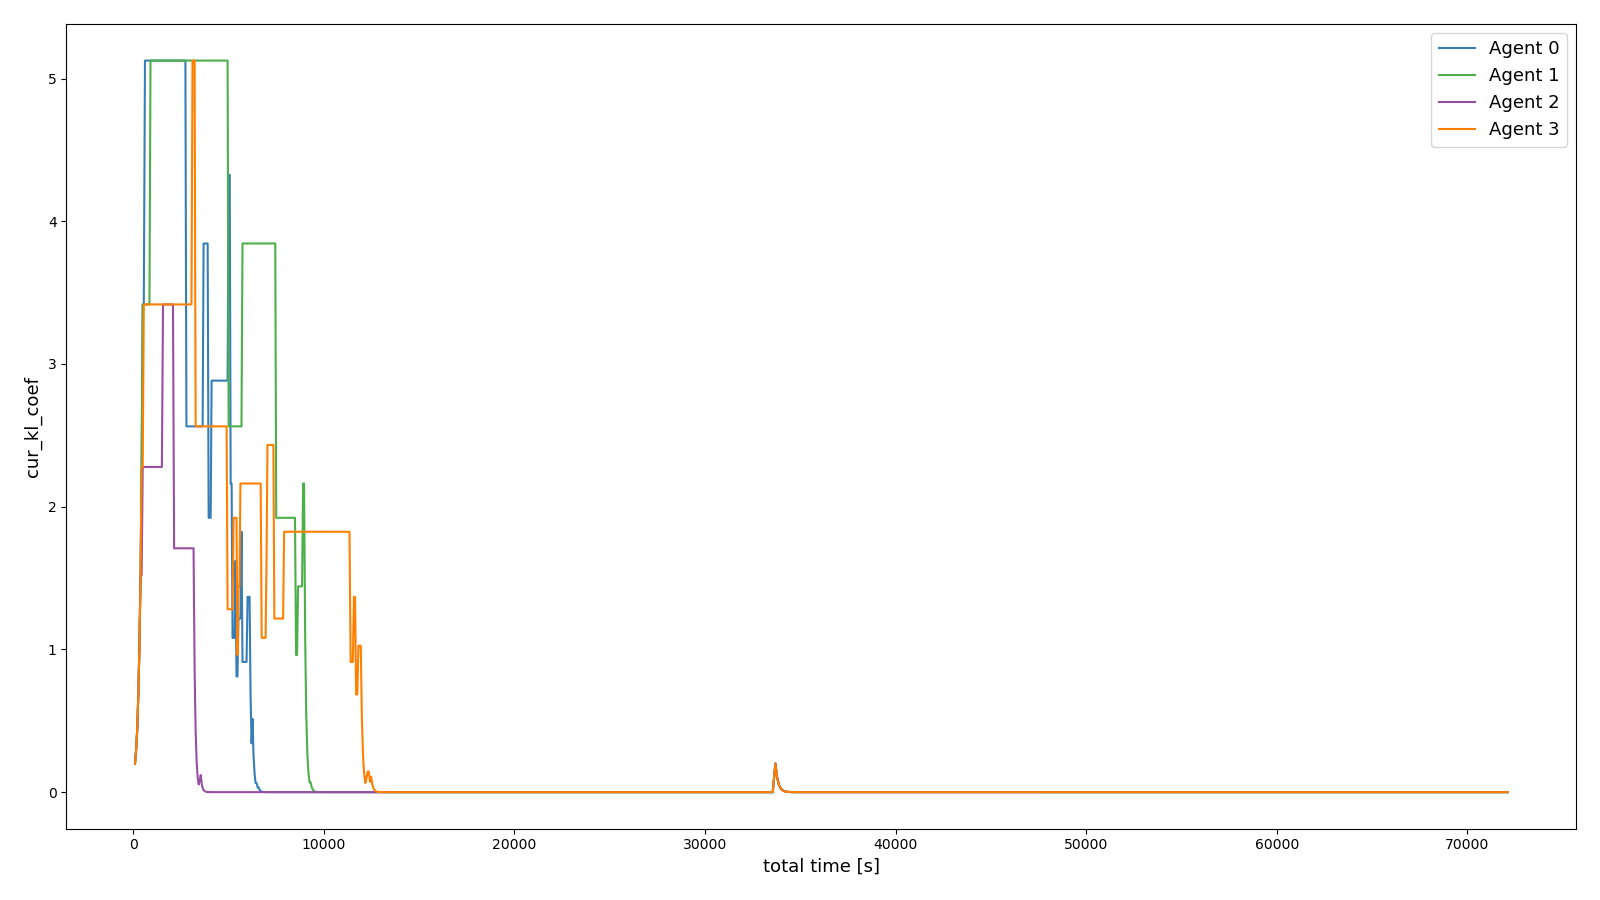 Agent 0
Agent 1
Agent 2
Agent 3
cur_kl_coef
5
4
3
2
1
0
0 10000 20000 30000 40000 50000 60000 70000
total time [s]